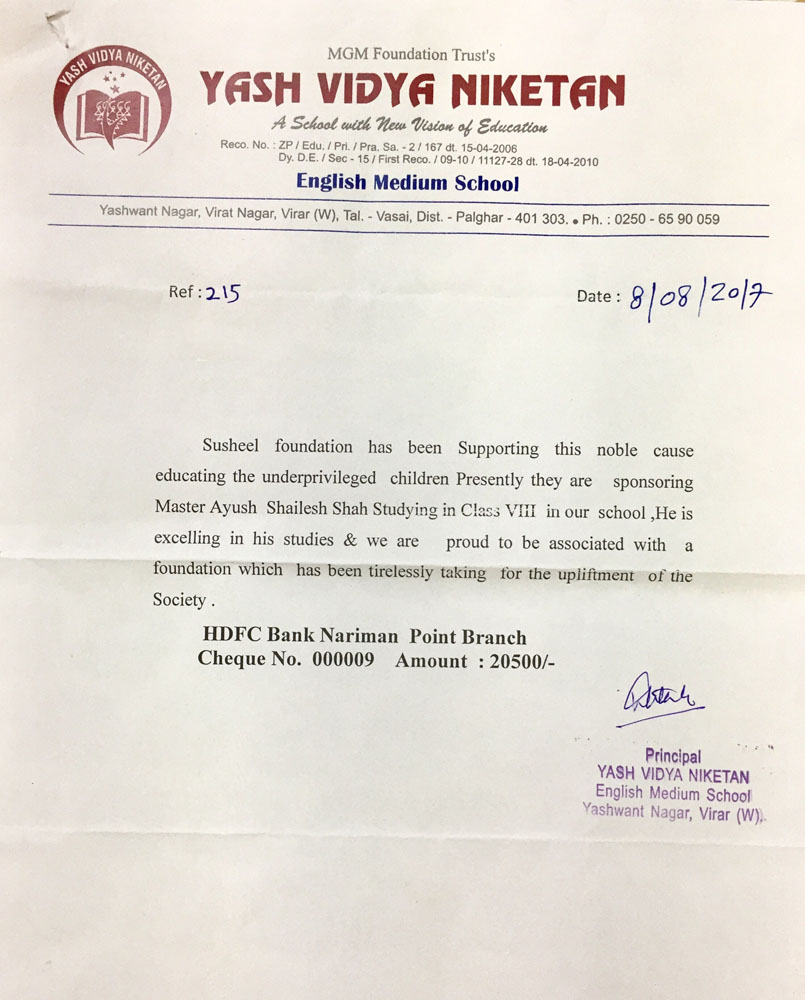 YASH VIDYA NIKETAN
MGM Foundation Trust's
YASH VIDYA NIKETAN
A School with New Vision of Education
Reco. No. : ZP / Edu. / Pri. / Pra. Sa. - 2 / 167 dt. 15-04-2006
Dy. D.E. / Sec - 15 / First Reco. / 09-10 / 11127-28 dt. 18-04-2010
English Medium School
Yashwant Nagar, Virat Nagar, Virar (W), Tal. - Vasai, Dist. - Palghar - 401 303. • Ph. : 0250 - 65 90 059
Ref : 215
Date : 8/08/2017
Susheel foundation has been Supporting this noble cause
educating the underprivileged children Presently they are sponsoring
Master Ayush Shailesh Shah Studying in Class VIII in our school ,He is
excelling in his studies & we are proud to be associated with a
foundation which has been tirelessly taking for the upliftment of the
Society .
HDFC Bank Nariman Point Branch
Cheque No. 000009 Amount : 20500/-
Principal
YASH VIDYA NIKETAN
English Medium School
Yashwant Nagar, Virar (W).